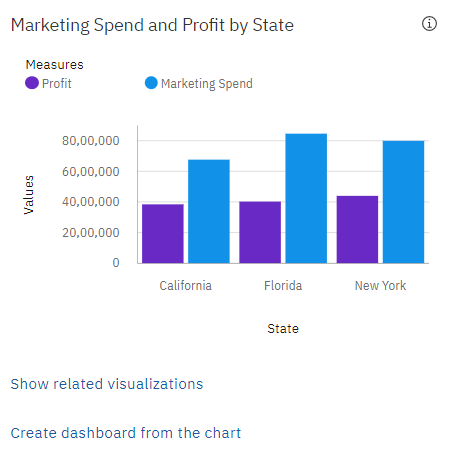 Marketing Spend and Profit by State
Measures
Profit
Marketing Spend
Values
80,00,000
60,00,000
40,00,000
20,00,000
0
California
Florida
New York
State
Show related visualizations
Create dashboard from the chart